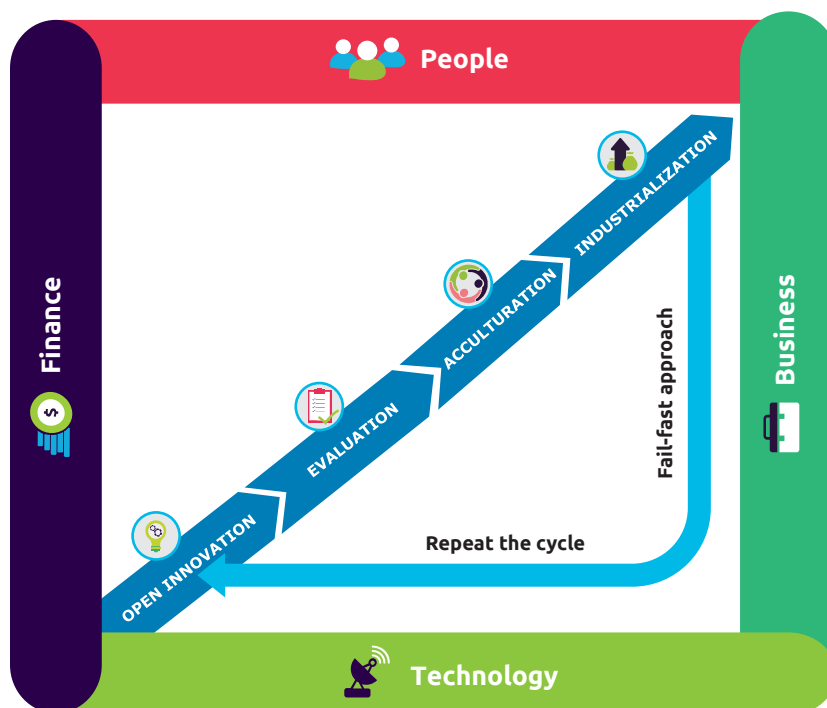 People
Finance
Business
INDUSTRIALIZATION
ACCULTURATION
EVALUATION
OPEN INNOVATION
Fail-fast approach
Repeat the cycle
Technology
$